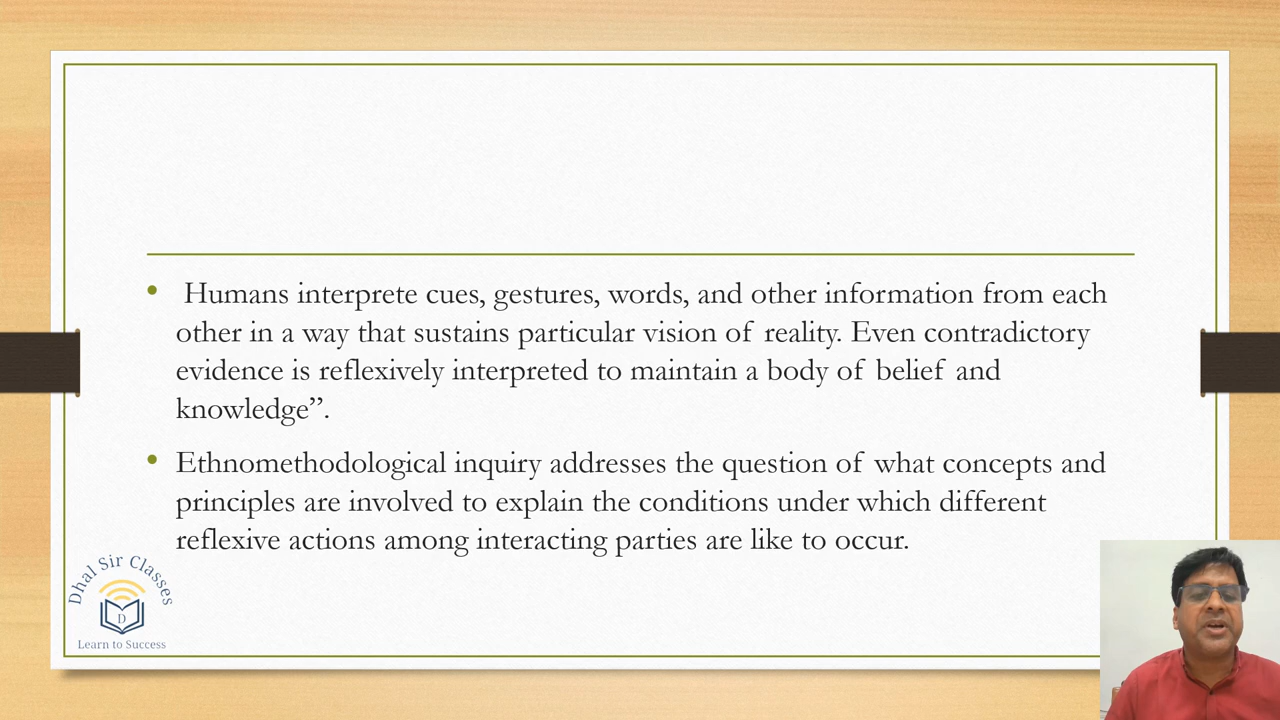 • Humans interprete cues, gestures, words, and other information from each
other in a way that sustains particular vision of reality. Even contradictory
evidence is reflexively interpreted to maintain a body of belief and
knowledge”.
• Ethnomethodological inquiry addresses the question of what concepts and
principles are involved to explain the conditions under which different
reflexive actions among interacting parties are like to occur.
Dhal Sir Classes
D
Learn to Success